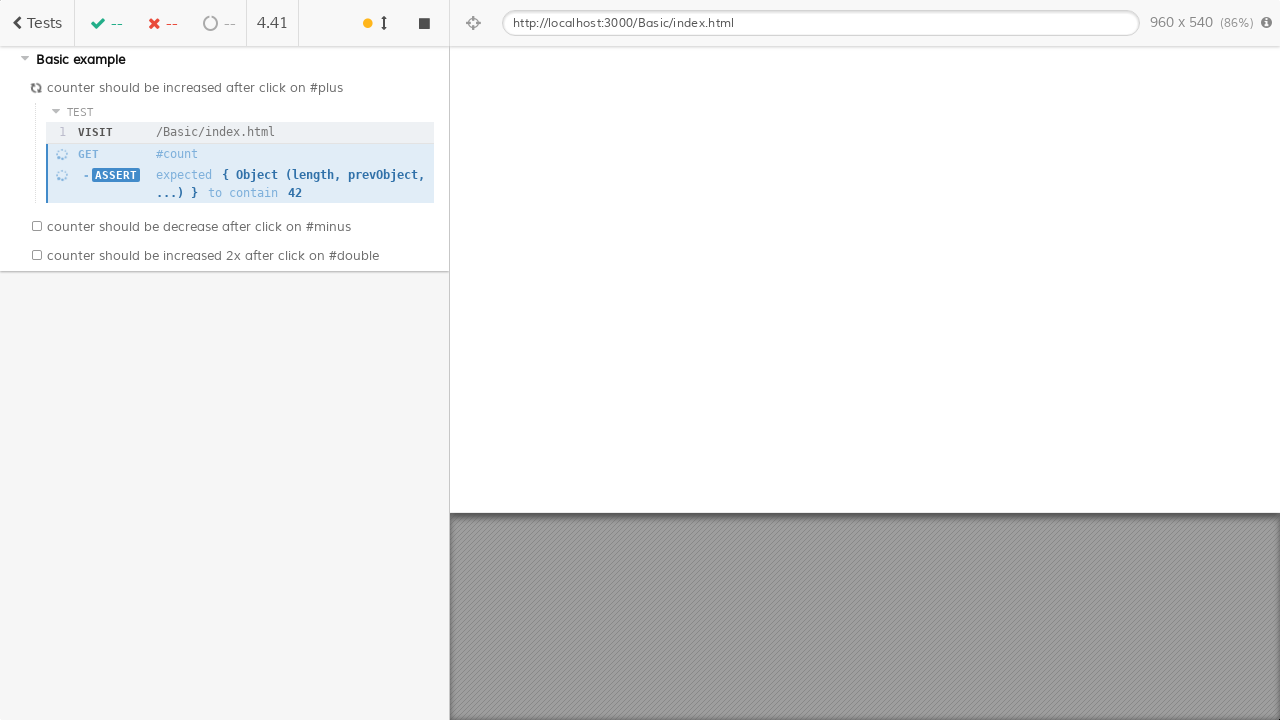 Tests -- -- -- 4.41
http://localhost:3000/Basic/index.html 960 x 540 (86%)
Basic example
counter should be increased after click on #plus
TEST
1 VISIT /Basic/index.html
GET #count
- ASSERT expected { Object (length, prevObject,
...) } to contain 42
counter should be decrease after click on #minus
counter should be increased 2x after click on #double